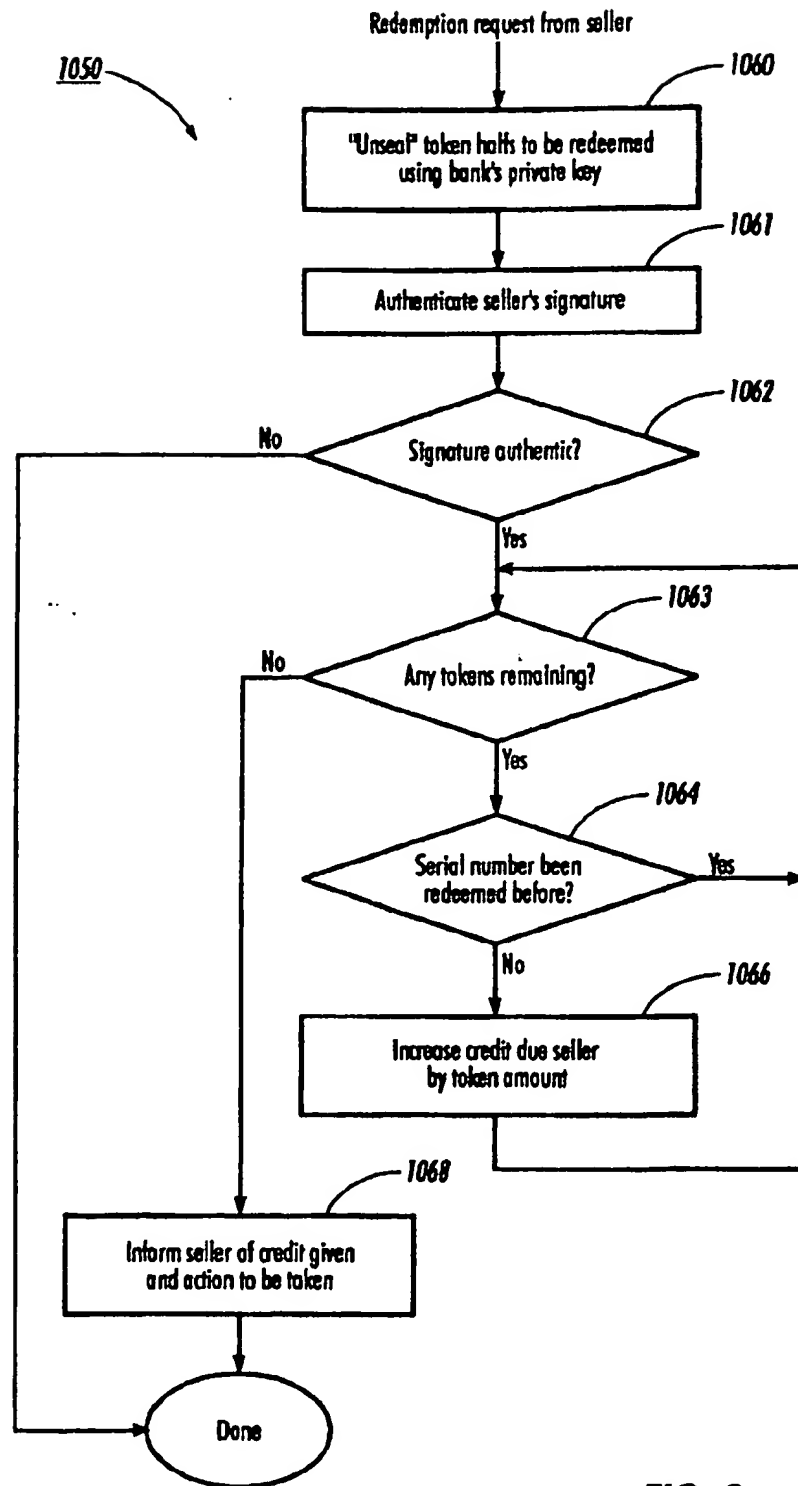 Redemption request from seller
1050
1060
"Unseal" token halfs to be redeemed
using bank's private key
1061
Authenticate seller's signature
1062
No
Signature authentic?
Yes
1063
No
Any tokens remaining?
Yes
1064
Serial number been
redeemed before?
Yes
No
1066
Increase credit due seller
by token amount
1068
Inform seller of credit given
and action to be taken
Done